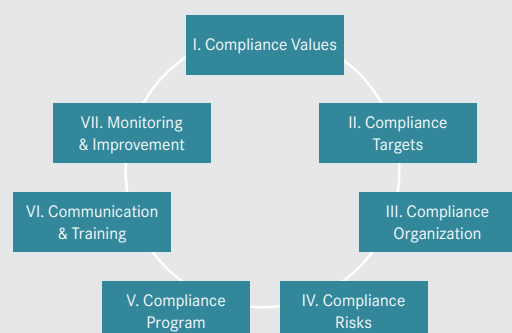 I. Compliance Values
II. Compliance
Targets
III. Compliance
Organization
IV. Compliance
Risks
V. Compliance
Program
VI. Communication
& Training
VII. Monitoring
& Improvement